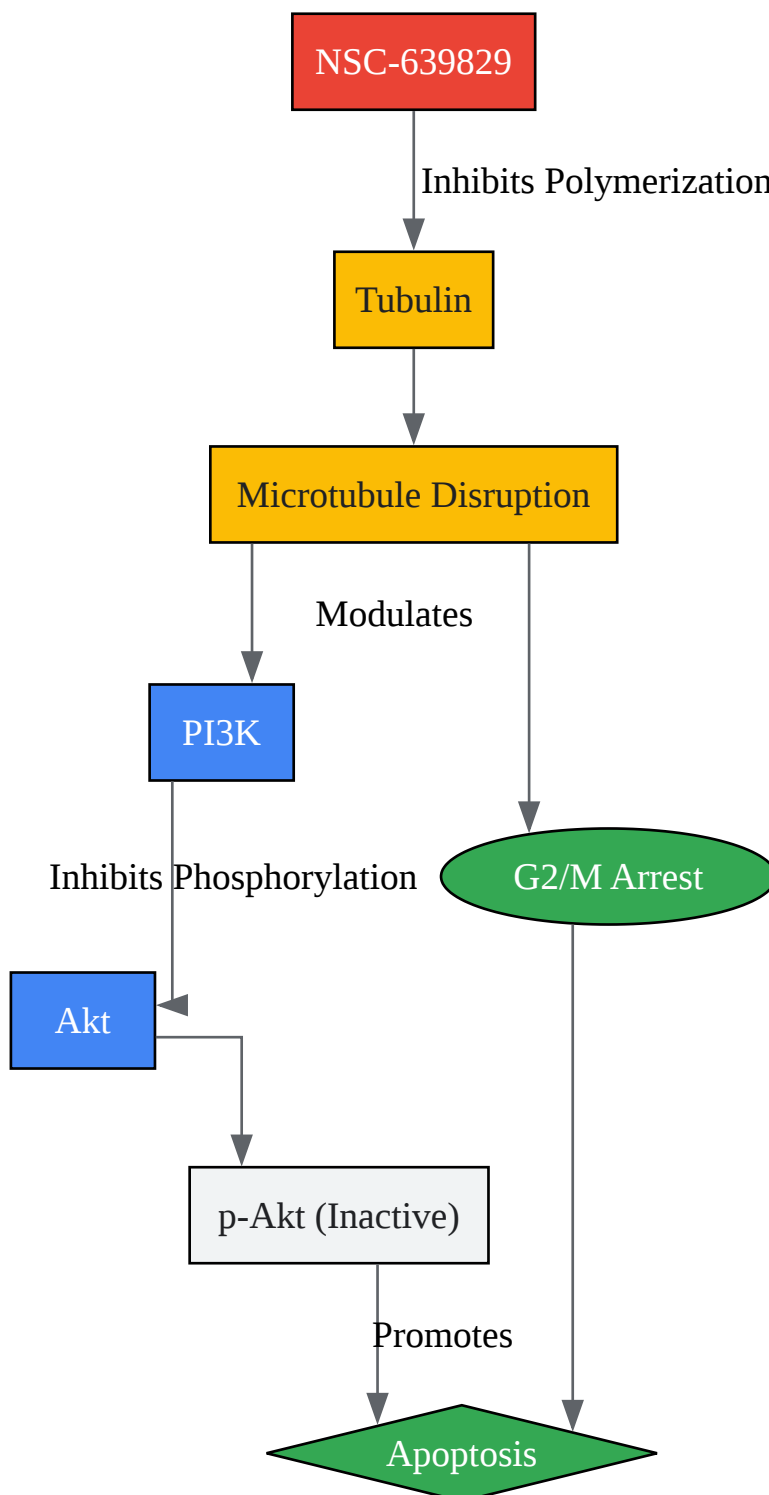 NSC-639829
Inhibits Polymerization
Tubulin
Microtubule Disruption
Modulates
PI3K
Inhibits Phosphorylation
G2/M Arrest
Akt
p-Akt (Inactive)
Promotes
Apoptosis